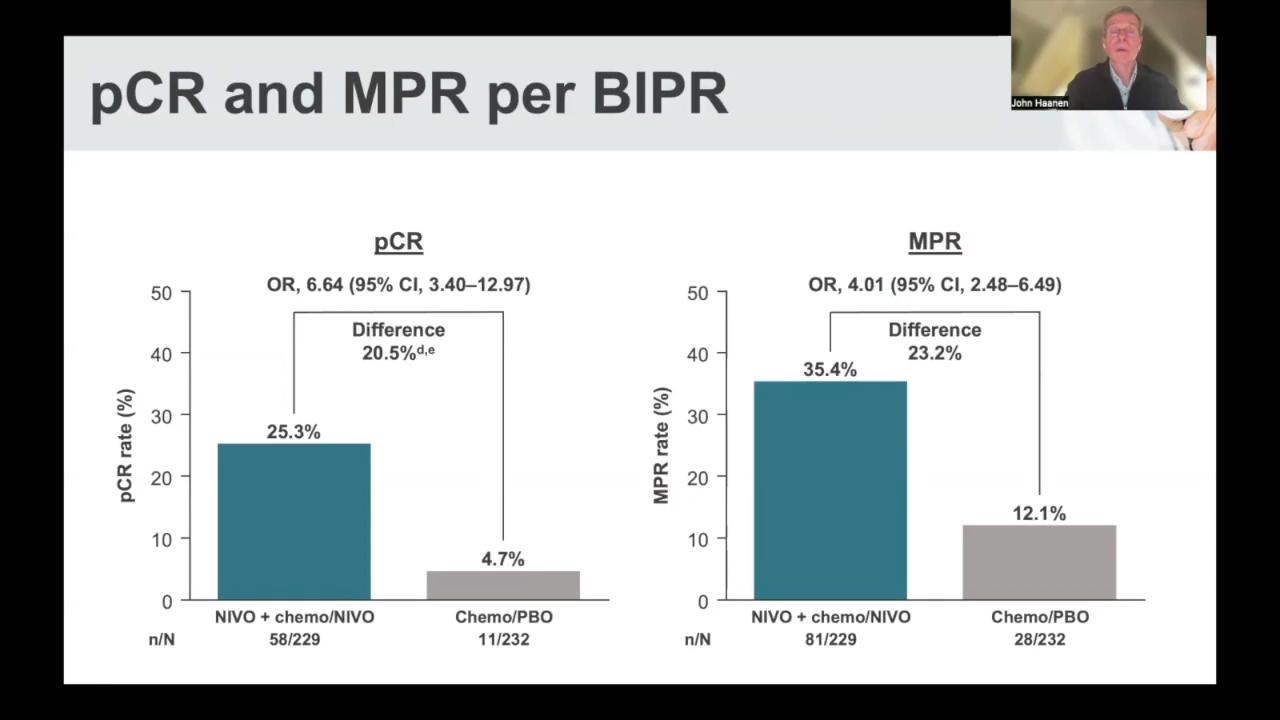 pCR and MPR per BIPR
John Haanen
pCR
OR, 6.64 (95% CI, 3.40–12.97)
Difference
20.5%d,e
50
40
30
20
10
0
pCR rate (%)
25.3%
4.7%
NIVO + chemo/NIVO
Chemo/PBO
n/N
58/229
11/232
MPR
OR, 4.01 (95% CI, 2.48–6.49)
Difference
23.2%
50
40
30
20
10
0
MPR rate (%)
35.4%
12.1%
NIVO + chemo/NIVO
Chemo/PBO
n/N
81/229
28/232